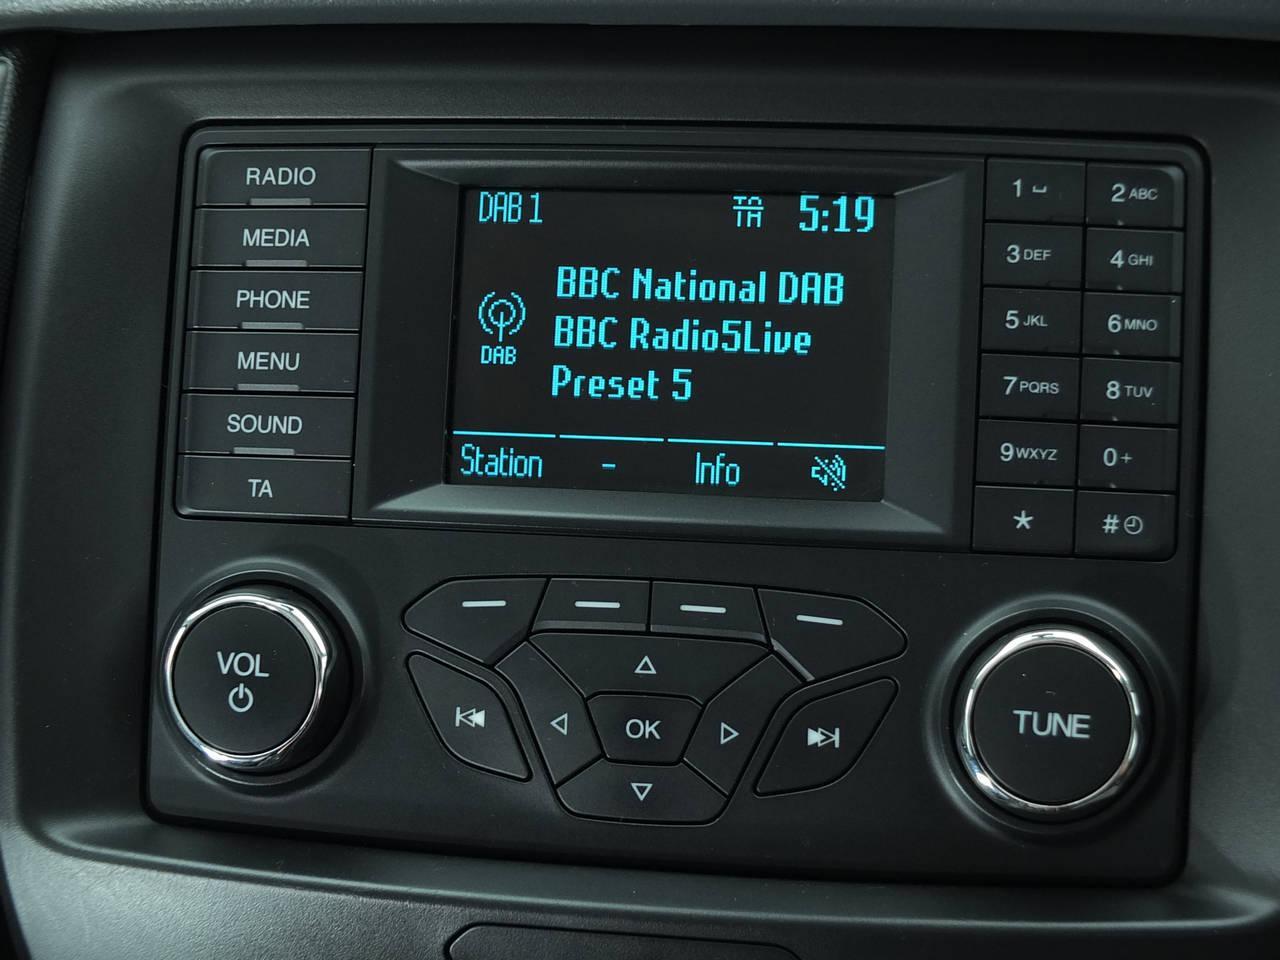 RADIO
MEDIA
PHONE
MENU
SOUND
TA
DAB 1
TA 5:19
BBC National DAB
DAB
BBC Radio5Live
Preset 5
Station - Info
1 ⎵ 2 ABC
3 DEF 4 GHI
5 JKL 6 MNO
7 PQRS 8 TUV
9 WXYZ 0 +
* #
VOL
OK
TUNE